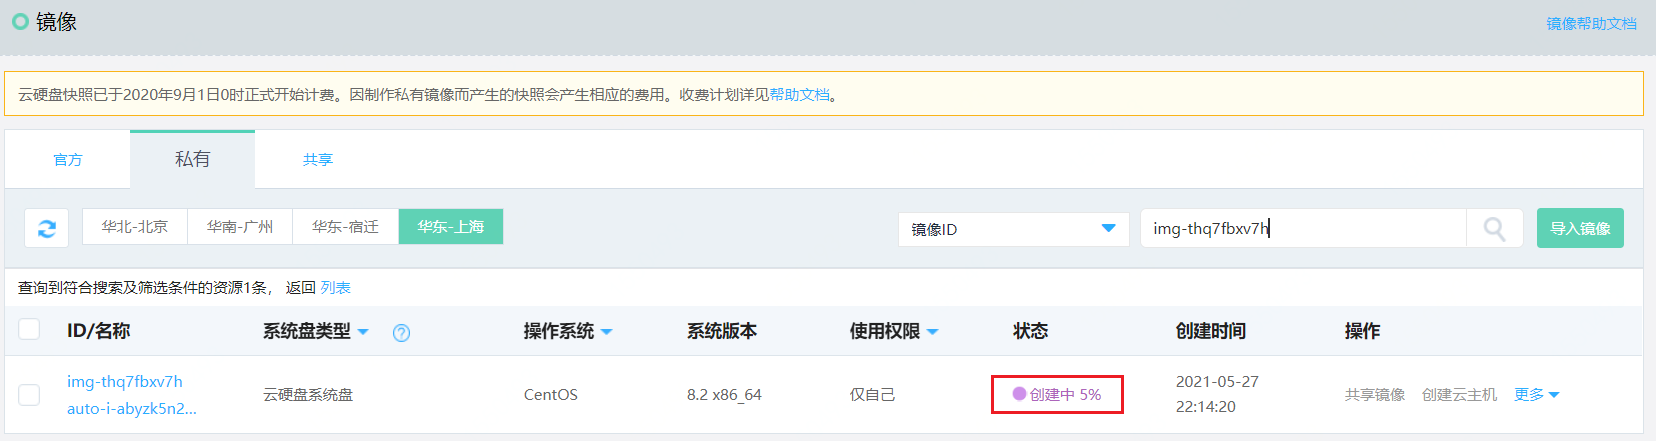 镜像
镜像帮助文档
云硬盘快照已于2020年9月1日0时正式开始计费。因制作私有镜像而产生的快照会产生相应的费用。收费计划详见帮助文档。
官方 私有 共享
华北-北京 华南-广州 华东-宿迁 华东-上海 镜像ID img-thq7fbxv7h 导入镜像
查询到符合搜索及筛选条件的资源1条， 返回 列表
ID/名称 系统盘类型 ? 操作系统 系统版本 使用权限 状态 创建时间 操作
img-thq7fbxv7h
auto-i-abyzk5n2...
云硬盘系统盘 CentOS 8.2 x86_64 仅自己 创建中 5%
2021-05-27
22:14:20
共享镜像 创建云主机 更多